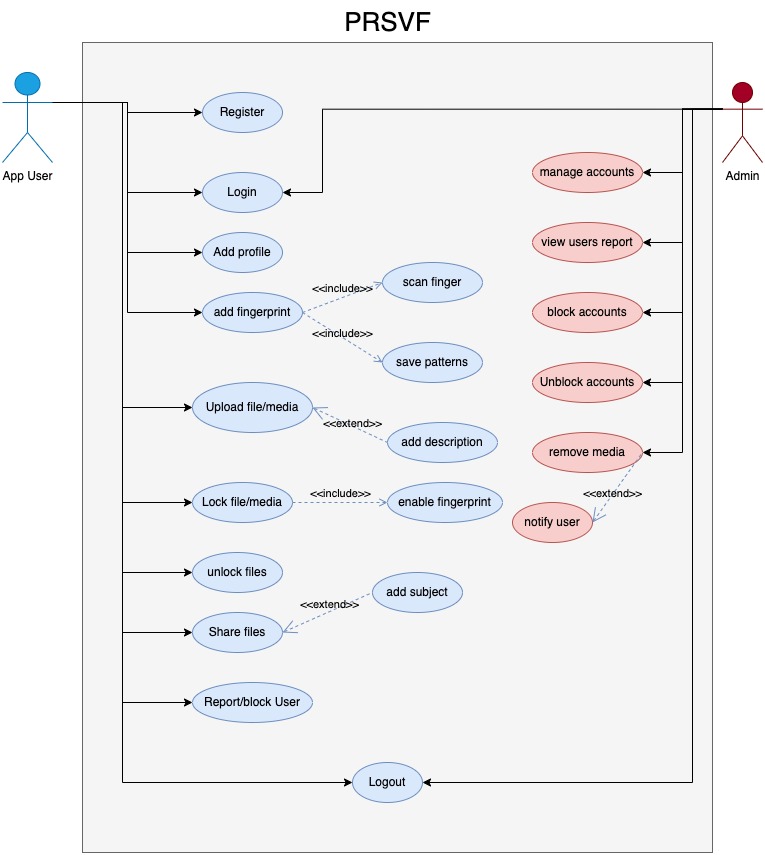 PRSVF
App User
Admin
Register
manage accounts
Login
view users report
Add profile
scan finger
<<include>>
add fingerprint
block accounts
<<include>>
save patterns
Unblock accounts
Upload file/media
<<extend>>
add description
remove media
Lock file/media
<<include>>
enable fingerprint
<<extend>>
notify user
unlock files
add subject
<<extend>>
Share files
Report/block User
Logout